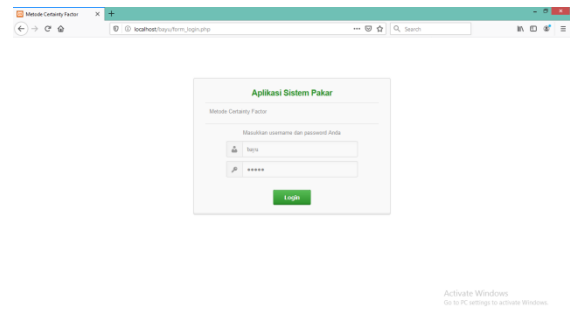 Metode Certainty Factor
localhost/bayu/form_login.php
Search
Aplikasi Sistem Pakar
Metode Certainty Factor
Masukkan username dan password Anda
bayu
Login
Activate Windows
Go to PC settings to activate Windows.